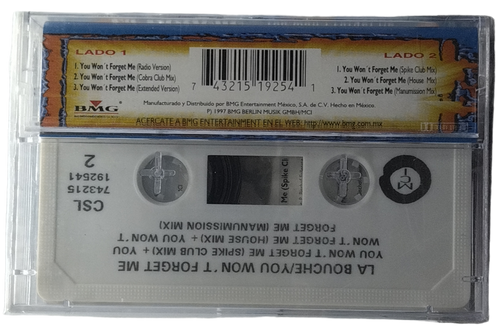 LADO 1
1. You Won´t Forget Me (Radio Version)
2. You Won´t Forget Me (Cobra Club Mix)
3. You Won´t Forget Me (Extended Version)
7 43215 19254 1
LADO 2
1. You Won´t Forget Me (Spike Club Mix)
2. You Won´t Forget Me (House Mix)
3. You Won´t Forget Me (Manumission Mix)
BMG
Manufacturado y Distribuido por BMG Entertainment México, S.A. de C.V. Hecho en México.
P) 1997 BMG BERLIN MUSIK GMBH/MCI
ACERCATE A BMG ENTERTAINMENT EN EL WEB: http://www.bmg.com.mx
LA BOUCHE/YOU WON´T FORGET ME
YOU WON´T FORGET ME (SPIKE CLUB MIX) + YOU
WON´T FORGET ME (HOUSE MIX) + YOU WON´T
FORGET ME (MANUMISSION MIX)
CSL
743215
192541
2
Me (Spike Cl